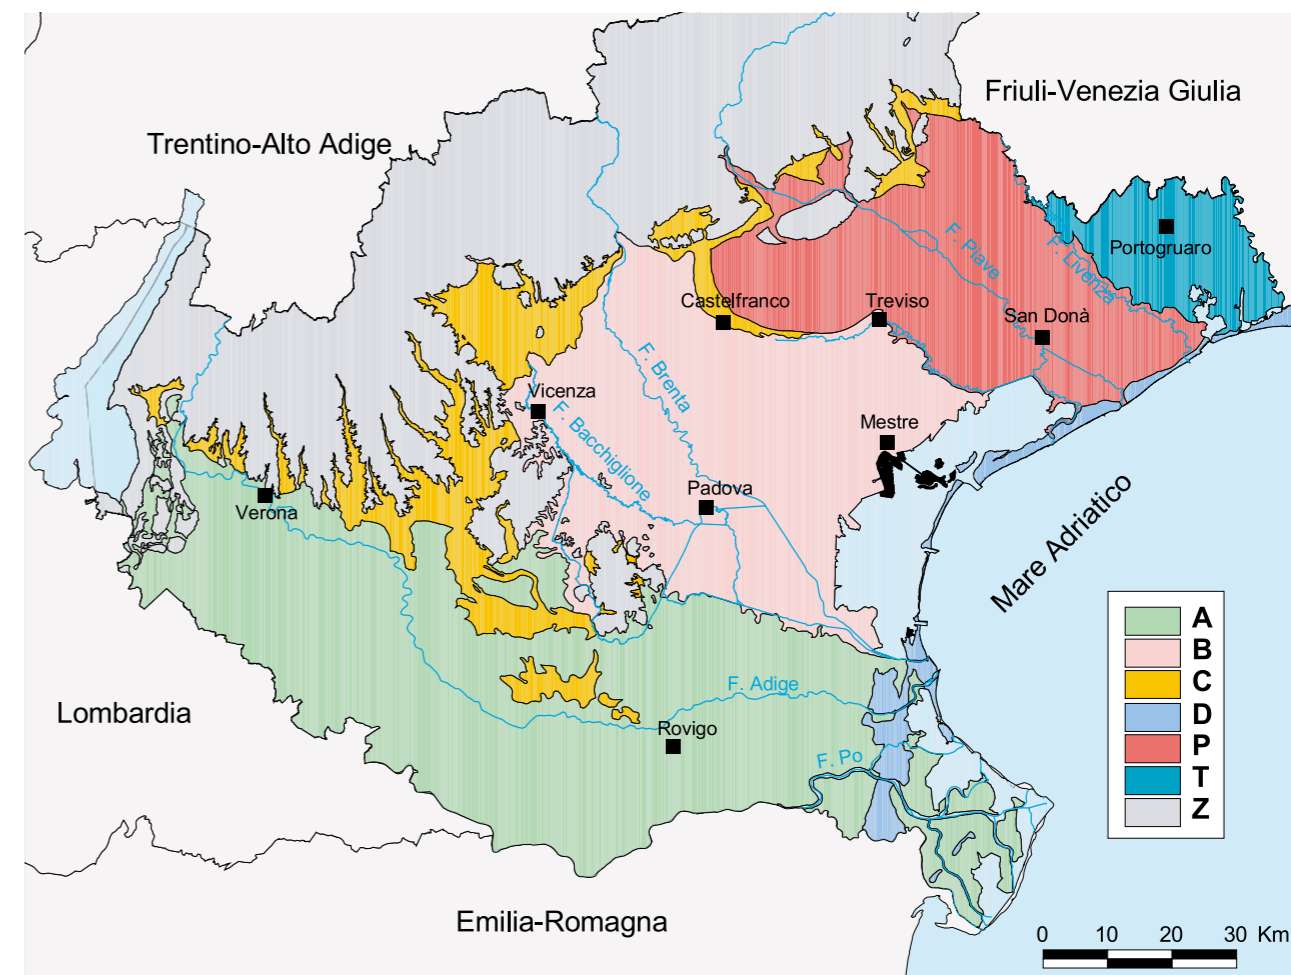 Friuli-Venezia Giulia
Trentino-Alto Adige
Portogruaro
F. Piave
F. Livenza
Castelfranco
Treviso
San Donà
F. Brenta
Vicenza
F. Bacchiglione
Mestre
Padova
Verona
Mare Adriatico
A
B
C
D
P
T
Z
F. Adige
Lombardia
Rovigo
F. Po
Emilia-Romagna
0 10 20 30 Km